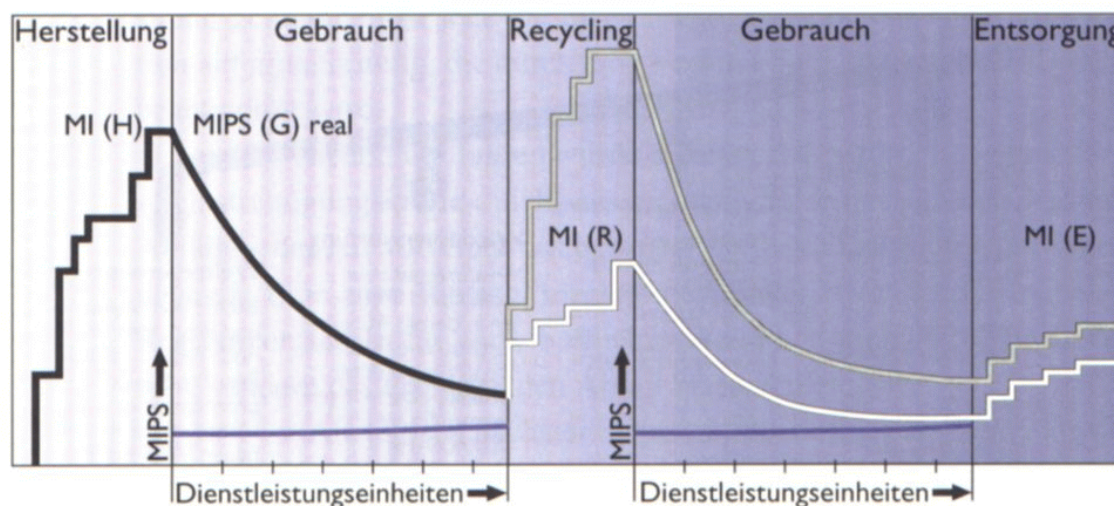 Herstellung Gebrauch Recycling Gebrauch Entsorgung
MI (H) MIPS (G) real
MI (R) MI (E)
MIPS MIPS
Dienstleistungseinheiten Dienstleistungseinheiten